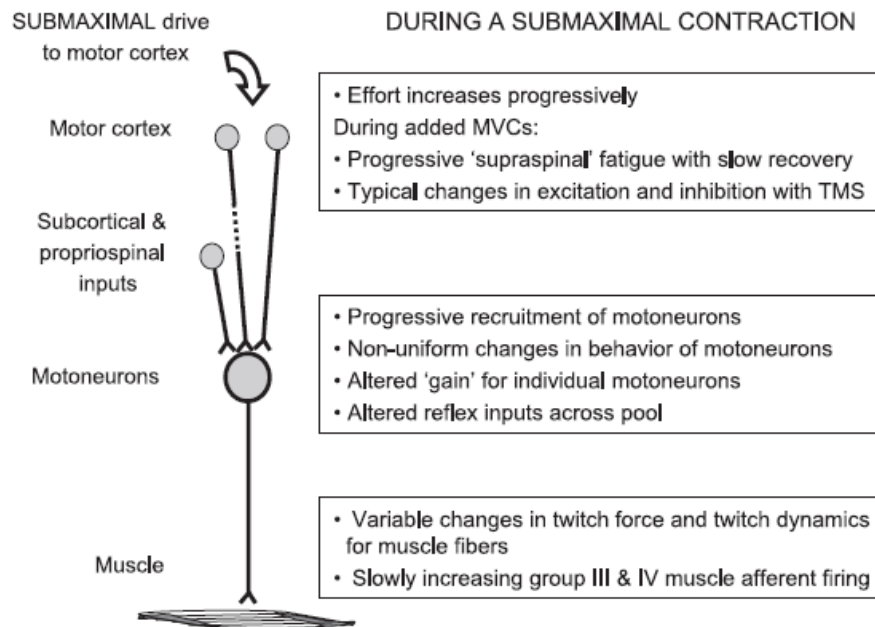 SUBMAXIMAL drive
to motor cortex
DURING A SUBMAXIMAL CONTRACTION
Motor cortex
• Effort increases progressively
During added MVCs:
• Progressive 'supraspinal' fatigue with slow recovery
• Typical changes in excitation and inhibition with TMS
Subcortical &
propriospinal
inputs
Motoneurons
• Progressive recruitment of motoneurons
• Non-uniform changes in behavior of motoneurons
• Altered 'gain' for individual motoneurons
• Altered reflex inputs across pool
Muscle
• Variable changes in twitch force and twitch dynamics
for muscle fibers
• Slowly increasing group III & IV muscle afferent firing